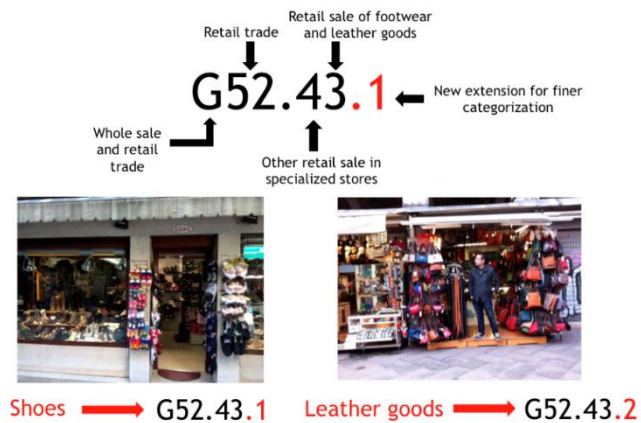 Retail trade
Retail sale of footwear
and leather goods
G52.43.1
New extension for finer
categorization
Whole sale
and retail
trade
Other retail sale in
specialized stores
Shoes
G52.43.1
Leather goods
G52.43.2